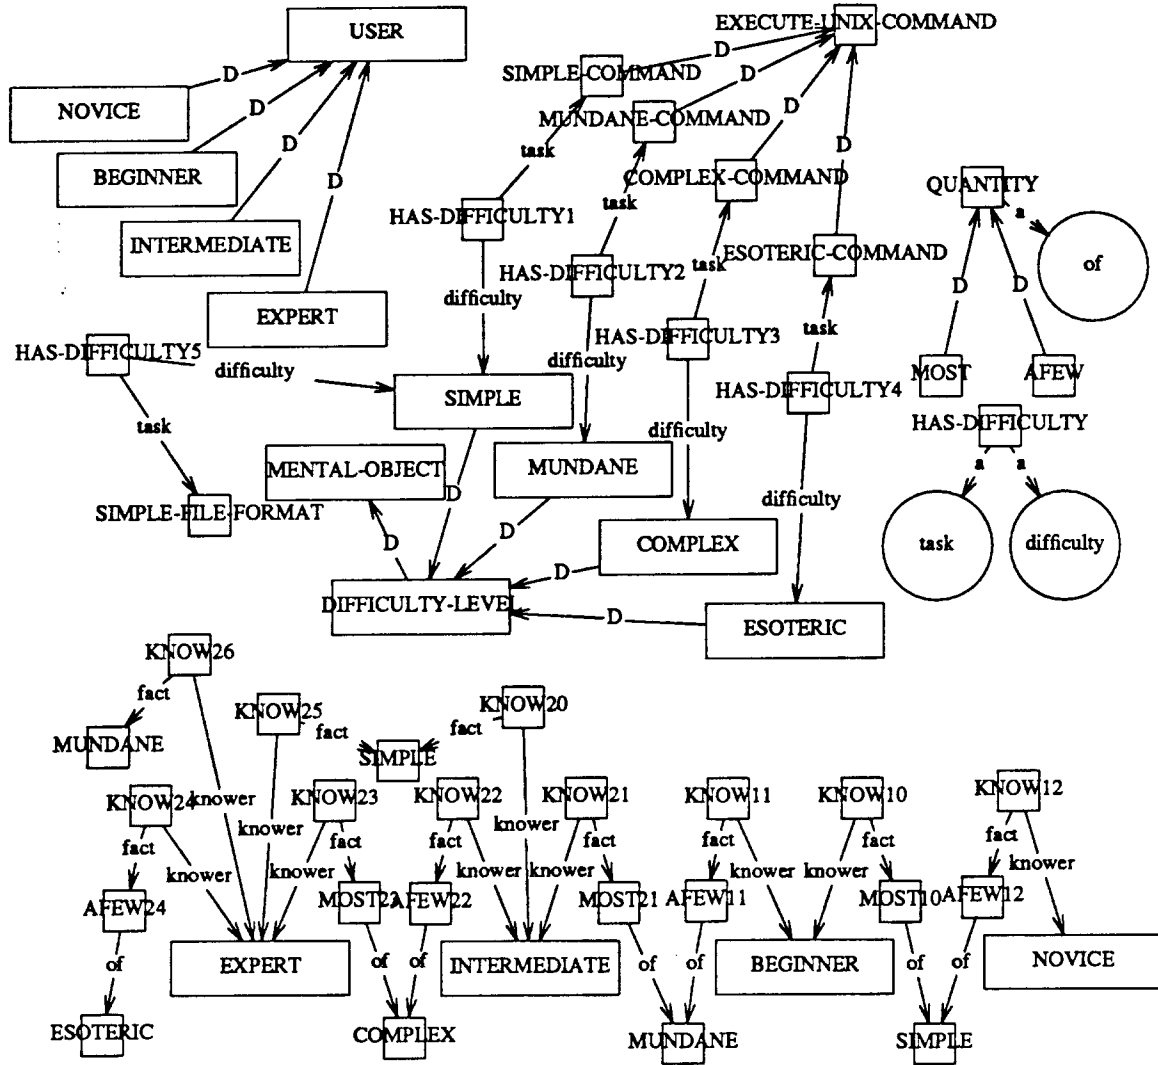 USER
EXECUTE-UNIX-COMMAND
D
SIMPLE-COMMAND
D
D
NOVICE
D
MUNDANE-COMMAND
D
D
task
D
BEGINNER
COMPLEX-COMMAND
QUANTITY
D
task
HAS-DIFFICULTY1
a
INTERMEDIATE
ESOTERIC-COMMAND
of
HAS-DIFFICULTY2
task
D
D
difficulty
EXPERT
task
HAS-DIFFICULTY3
HAS-DIFFICULTY5
difficulty
difficulty
MOST
AFEW
HAS-DIFFICULTY4
SIMPLE
HAS-DIFFICULTY
task
difficulty
a
a
MENTAL-OBJECT
MUNDANE
D
difficulty
SIMPLE-FILE-FORMAT
D
D
COMPLEX
task
difficulty
D
DIFFICULTY-LEVEL
D
ESOTERIC
KNOW26
fact
KNOW25
KNOW20
fact
fact
MUNDANE
SIMPLE
KNOW24
knower
KNOW23
KNOW22
KNOW21
KNOW11
KNOW10
KNOW12
knower
knower
fact
fact
fact
fact
fact
fact
fact
knower
knower
knower
knower
knower
knower
knower
AFEW24
MOST23
AFEW22
MOST21
AFEW11
MOST10
AFEW12
EXPERT
INTERMEDIATE
BEGINNER
NOVICE
of
of
of
of
of
of
of
ESOTERIC
COMPLEX
MUNDANE
SIMPLE